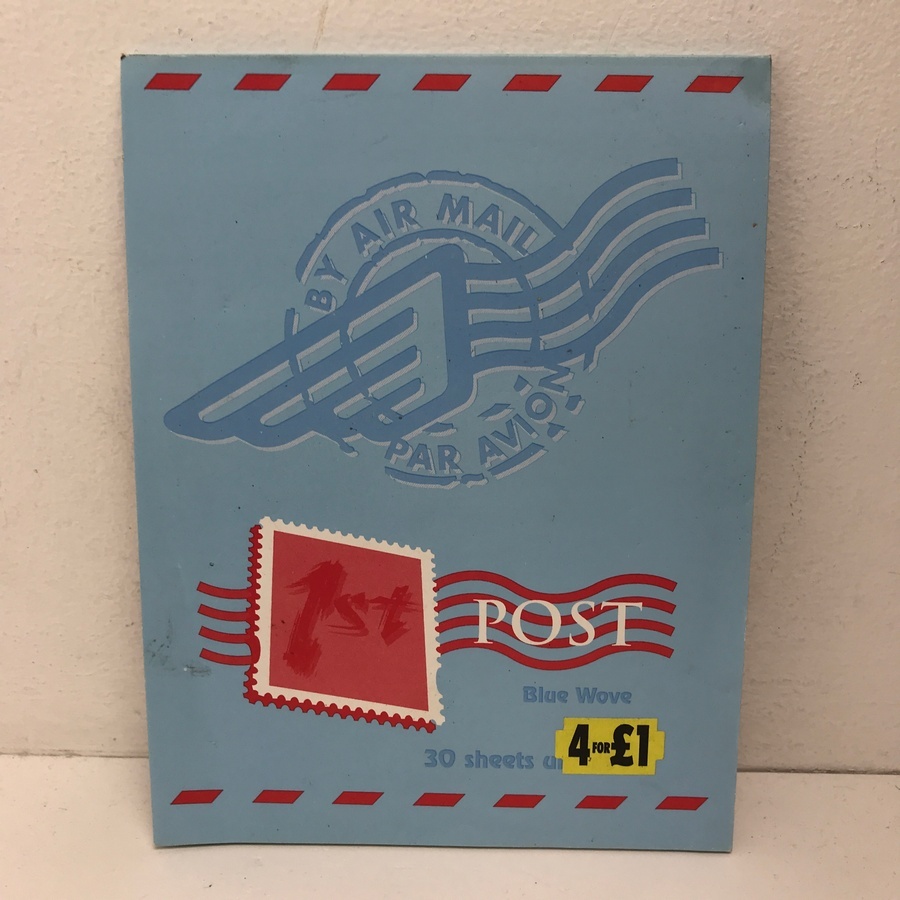 BY AIR MAIL
PAR AVION
1st
POST
Blue Wove
30 sheets
4 FOR £1